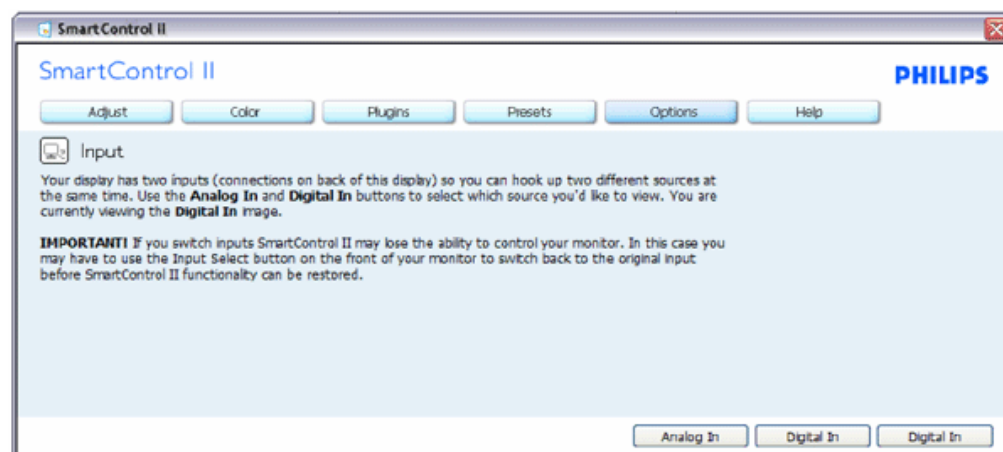 SmartControl II
SmartControl II
PHILIPS
Adjust
Color
Plugins
Presets
Options
Help
Input
Your display has two inputs (connections on back of this display) so you can hook up two different sources at
the same time. Use the Analog In and Digital In buttons to select which source you'd like to view. You are
currently viewing the Digital In image.
IMPORTANT! If you switch inputs SmartControl II may lose the ability to control your monitor. In this case you
may have to use the Input Select button on the front of your monitor to switch back to the original input
before SmartControl II functionality can be restored.
Analog In
Digital In
Digital In